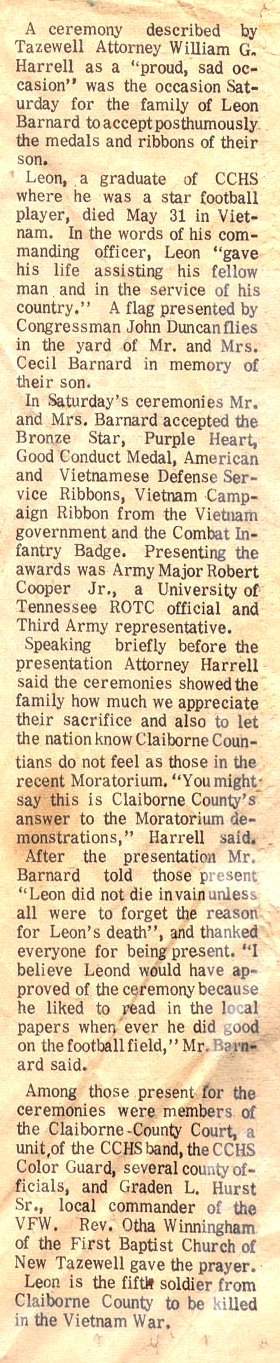 A ceremony described by
Tazewell Attorney William G.
Harrell as a "proud, sad oc-
casion" was the occasion Sat-
urday for the family of Leon
Barnard to accept posthumously
the medals and ribbons of their
son.
Leon, a graduate of CCHS
where he was a star football
player, died May 31 in Viet-
nam. In the words of his com-
manding officer, Leon "gave
his life assisting his fellow
man and in the service of his
country." A flag presented by
Congressman John Duncan flies
in the yard of Mr. and Mrs.
Cecil Barnard in memory of
their son.
In Saturday's ceremonies Mr.
and Mrs. Barnard accepted the
Bronze Star, Purple Heart,
Good Conduct Medal, American
and Vietnamese Defense Ser-
vice Ribbons, Vietnam Camp-
aign Ribbon from the Vietnam
government and the Combat In-
fantry Badge. Presenting the
awards was Army Major Robert
Cooper Jr., a University of
Tennessee ROTC official and
Third Army representative.
Speaking briefly before the
presentation Attorney Harrell
said the ceremonies showed the
family how much we appreciate
their sacrifice and also to let
the nation know Claiborne Coun-
tians do not feel as those in the
recent Moratorium. "You might
say this is Claiborne County's
answer to the Moratorium de-
monstrations," Harrell said.
After the presentation Mr.
Barnard told those present
"Leon did not die in vain unless
all were to forget the reason
for Leon's death", and thanked
everyone for being present. "I
believe Leond would have ap-
proved of the ceremony because
he liked to read in the local
papers when ever he did good
on the football field," Mr. Barn-
ard said.
Among those present for the
ceremonies were members of
the Claiborne-County Court, a
unit of the CCHS band, the CCHS
Color Guard, several county of-
ficials, and Graden L. Hurst
Sr., local commander of the
VFW. Rev. Otha Winningham
of the First Baptist Church of
New Tazewell gave the prayer.
Leon is the fifth soldier from
Claiborne County to be killed
in the Vietnam War.